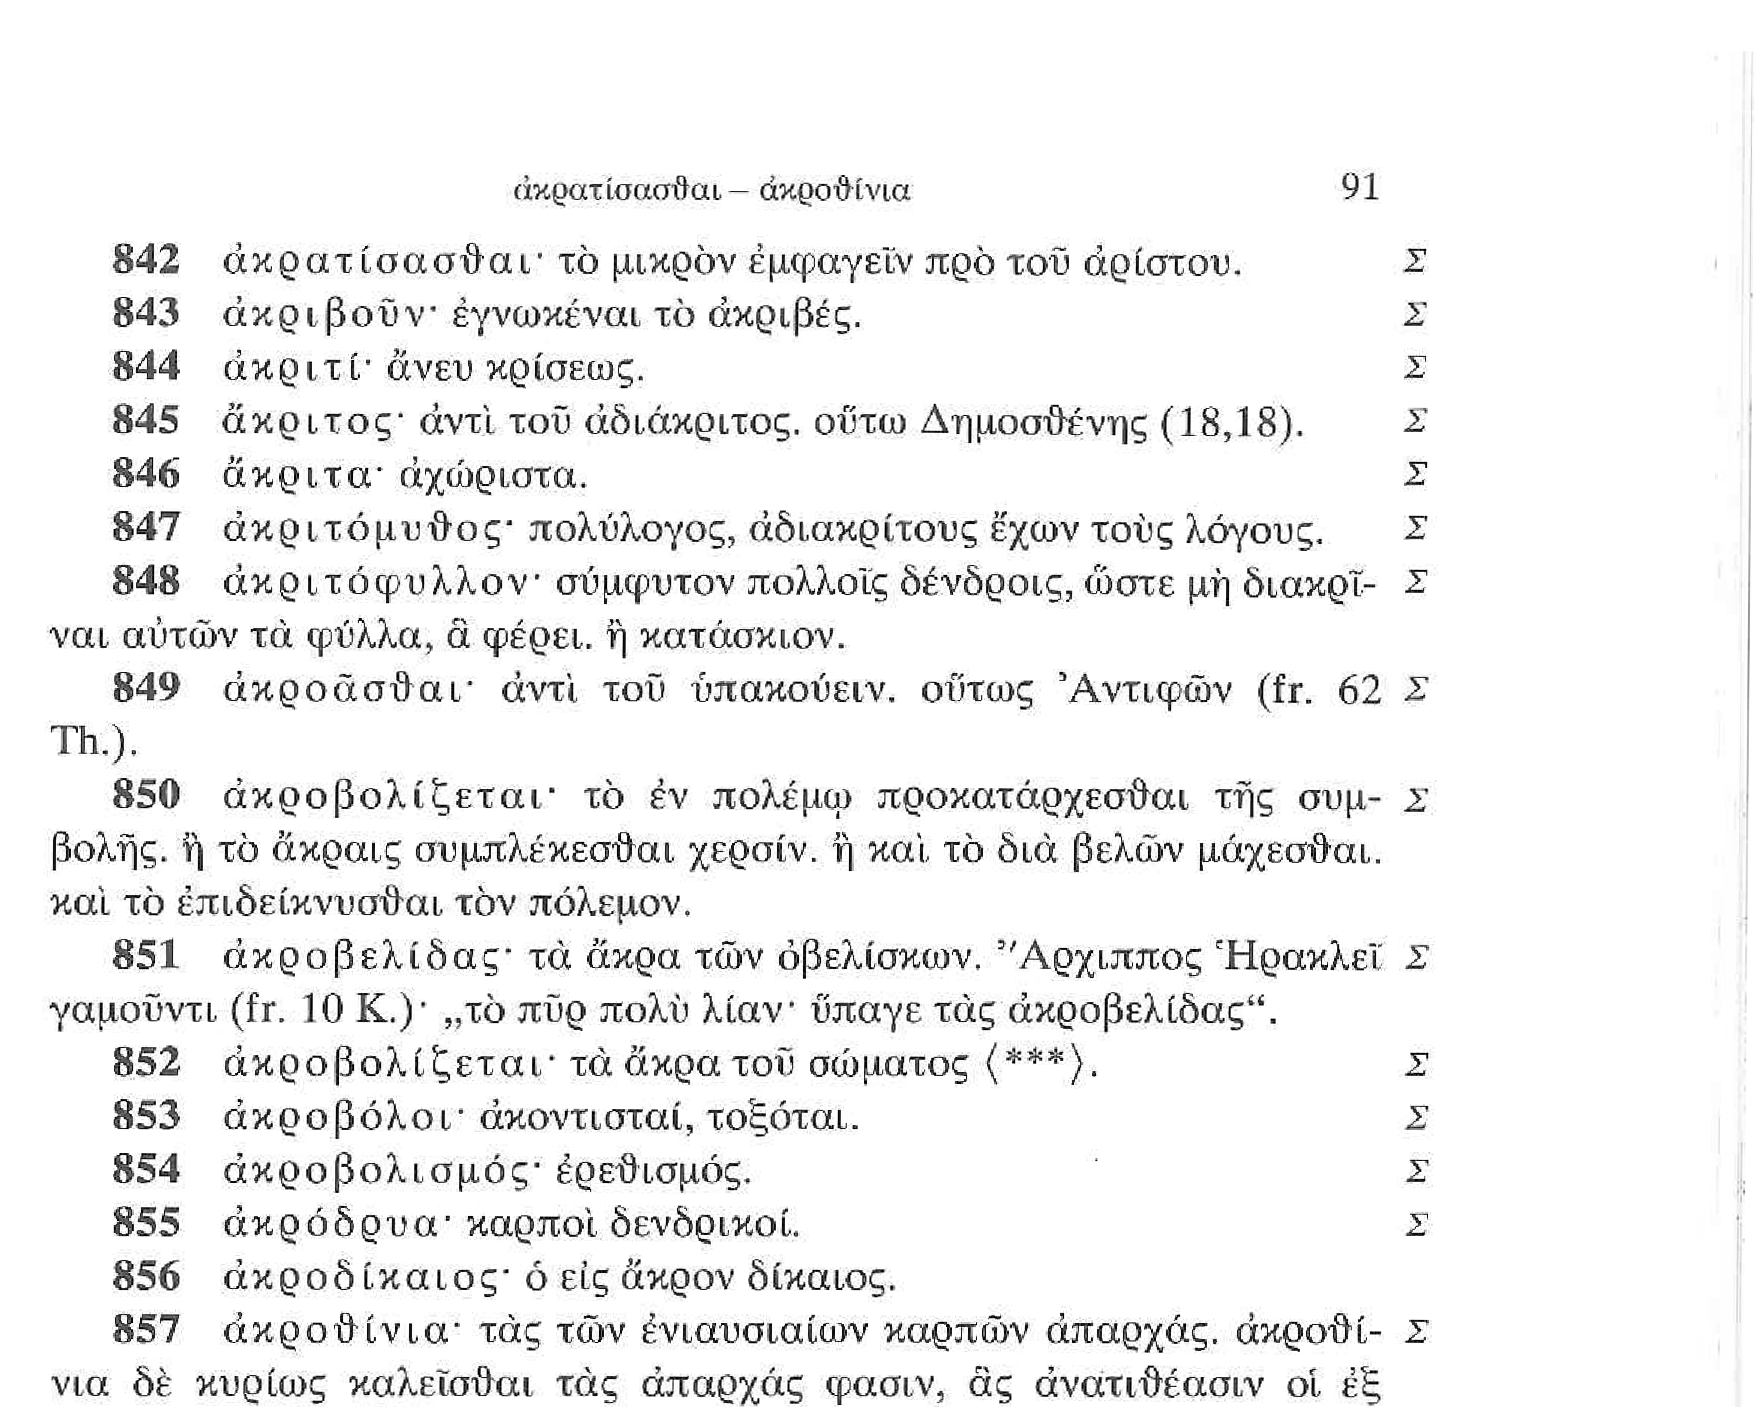 ἀκρατίσασθαι – ἀκροθίνια 91
842 ἀκρατίσασθαι· τὸ μικρὸν ἐμφαγεῖν πρὸ τοῦ ἀρίστου. Σ
843 ἀκριβοῦν· ἐγνωκέναι τὸ ἀκριβές. Σ
844 ἀκριτί· ἄνευ κρίσεως. Σ
845 ἄκριτος· ἀντὶ τοῦ ἀδιάκριτος. οὕτω Δημοσθένης (18,18). Σ
846 ἄκριτα· ἀχώριστα. Σ
847 ἀκριτόμυθος· πολύλογος, ἀδιακρίτους ἔχων τοὺς λόγους. Σ
848 ἀκριτόφυλλον· σύμφυτον πολλοῖς δένδροις, ὥστε μὴ διακρῖ- Σ
ναι αὐτῶν τὰ φύλλα, ἃ φέρει. ἢ κατάσκιον.
849 ἀκροᾶσθαι· ἀντὶ τοῦ ὑπακούειν. οὕτως Ἀντιφῶν (fr. 62 Σ
Th.).
850 ἀκροβολίζεται· τὸ ἐν πολέμῳ προκατάρχεσθαι τῆς συμ- Σ
βολῆς. ἢ τὸ ἄκραις συμπλέκεσθαι χερσίν. ἢ καὶ τὸ διὰ βελῶν μάχεσθαι.
καὶ τὸ ἐπιδείκνυσθαι τὸν πόλεμον.
851 ἀκροβελίδας· τὰ ἄκρα τῶν ὀβελίσκων. Ἄρχιππος Ἡρακλεῖ Σ
γαμοῦντι (fr. 10 K.)· „τὸ πῦρ πολὺ λίαν· ὕπαγε τὰς ἀκροβελίδας“.
852 ἀκροβολίζεται· τὰ ἄκρα τοῦ σώματος ⟨***⟩. Σ
853 ἀκροβόλοι· ἀκοντισταί, τοξόται. Σ
854 ἀκροβολισμός· ἐρεθισμός. Σ
855 ἀκρόδρυα· καρποὶ δενδρικοί. Σ
856 ἀκροδίκαιος· ὁ εἰς ἄκρον δίκαιος.
857 ἀκροθίνια· τὰς τῶν ἐνιαυσιαίων καρπῶν ἀπαρχάς. ἀκροθί- Σ
νια δὲ κυρίως καλεῖσθαι τὰς ἀπαρχάς φασιν, ἃς ἀνατιθέασιν οἱ ἐξ